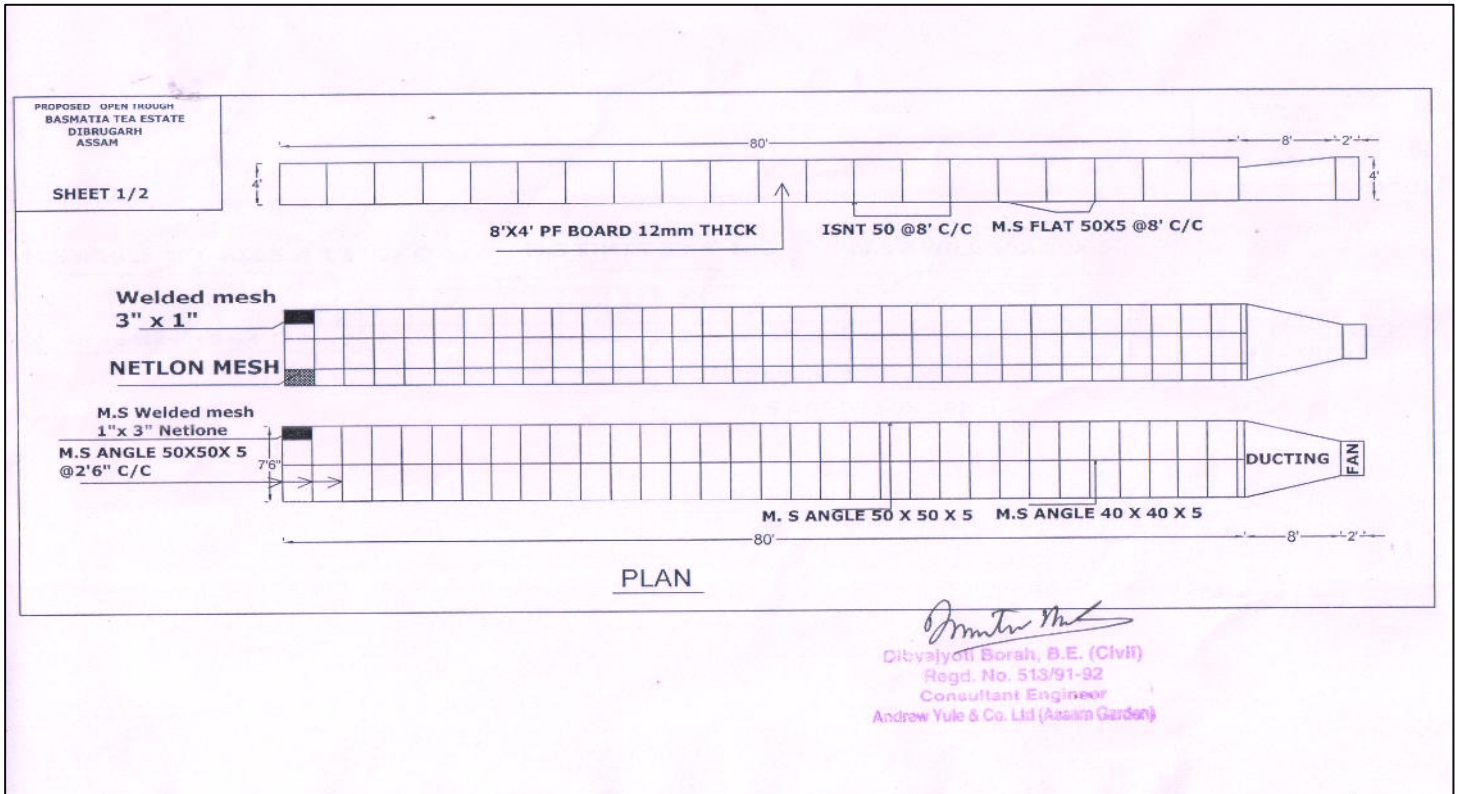 PROPOSED OPEN TROUGH
BASMATIA TEA ESTATE
DIBRUGARH
ASSAM
SHEET 1/2
80'
8'
2'
4'
4'
8'X4' PF BOARD 12mm THICK
ISNT 50 @8' C/C
M.S FLAT 50X5 @8' C/C
Welded mesh
3" x 1"
NETLON MESH
M.S Welded mesh
1"x 3" Netlone
M.S ANGLE 50X50X 5
@2'6" C/C
7'6"
DUCTING
FAN
M. S ANGLE 50 X 50 X 5
M.S ANGLE 40 X 40 X 5
80'
8'
2'
PLAN
Dibyajyoti Borah, B.E. (Civil)
Regd. No. 513/91-92
Consultant Engineer
Andrew Yule & Co. Ltd (Assam Garden)